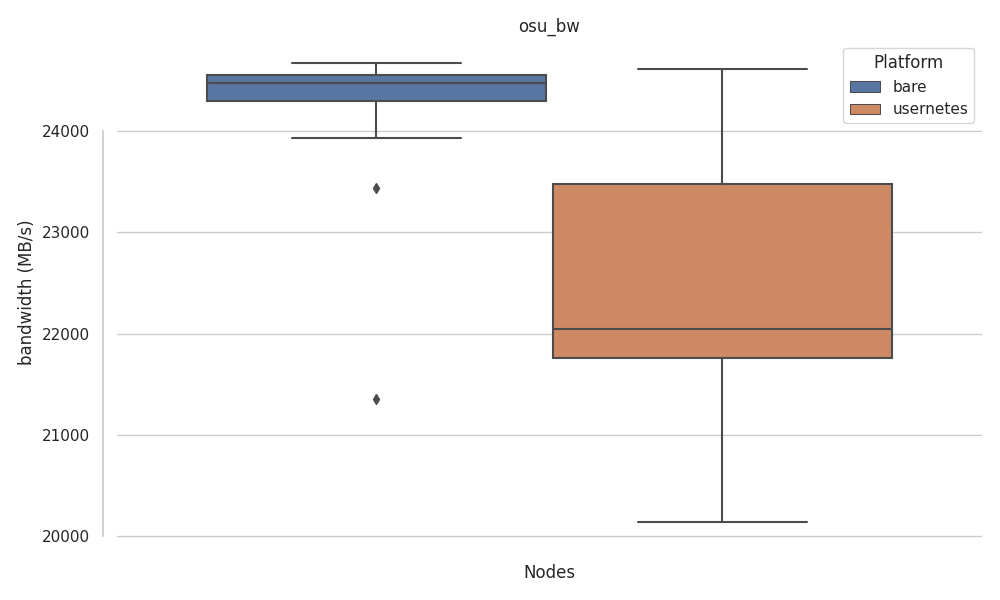 osu_bw
Platform
bare
usernetes
24000
23000
22000
21000
20000
bandwidth (MB/s)
Nodes